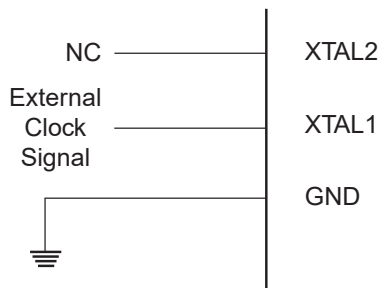 NC
XTAL2
External
Clock
Signal
XTAL1
GND